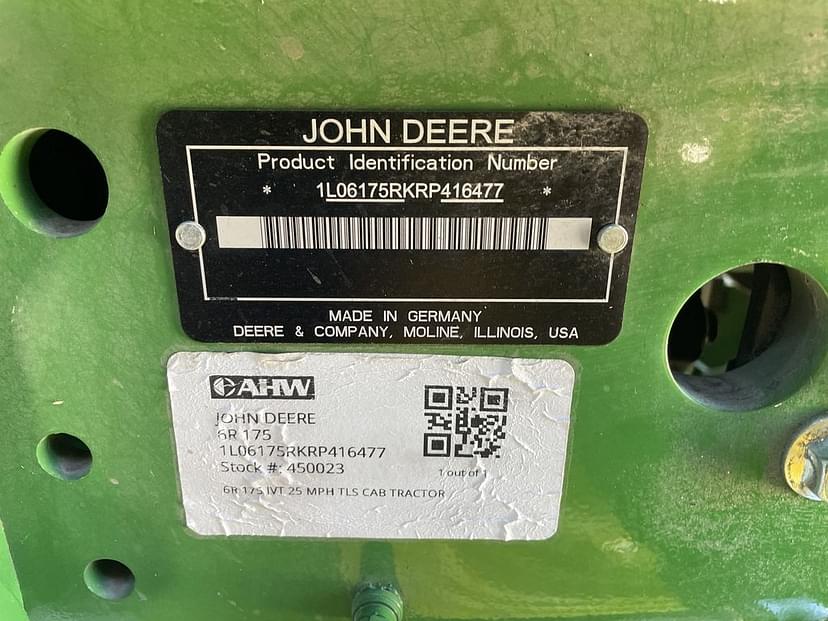 JOHN DEERE
Product Identification Number
* 1L06175RKRP416477 *
MADE IN GERMANY
DEERE & COMPANY, MOLINE, ILLINOIS, USA
AHW
JOHN DEERE
6R 175
1L06175RKRP416477
Stock #: 450023
1 out of 1
6R 175 IVT 25 MPH TLS CAB TRACTOR